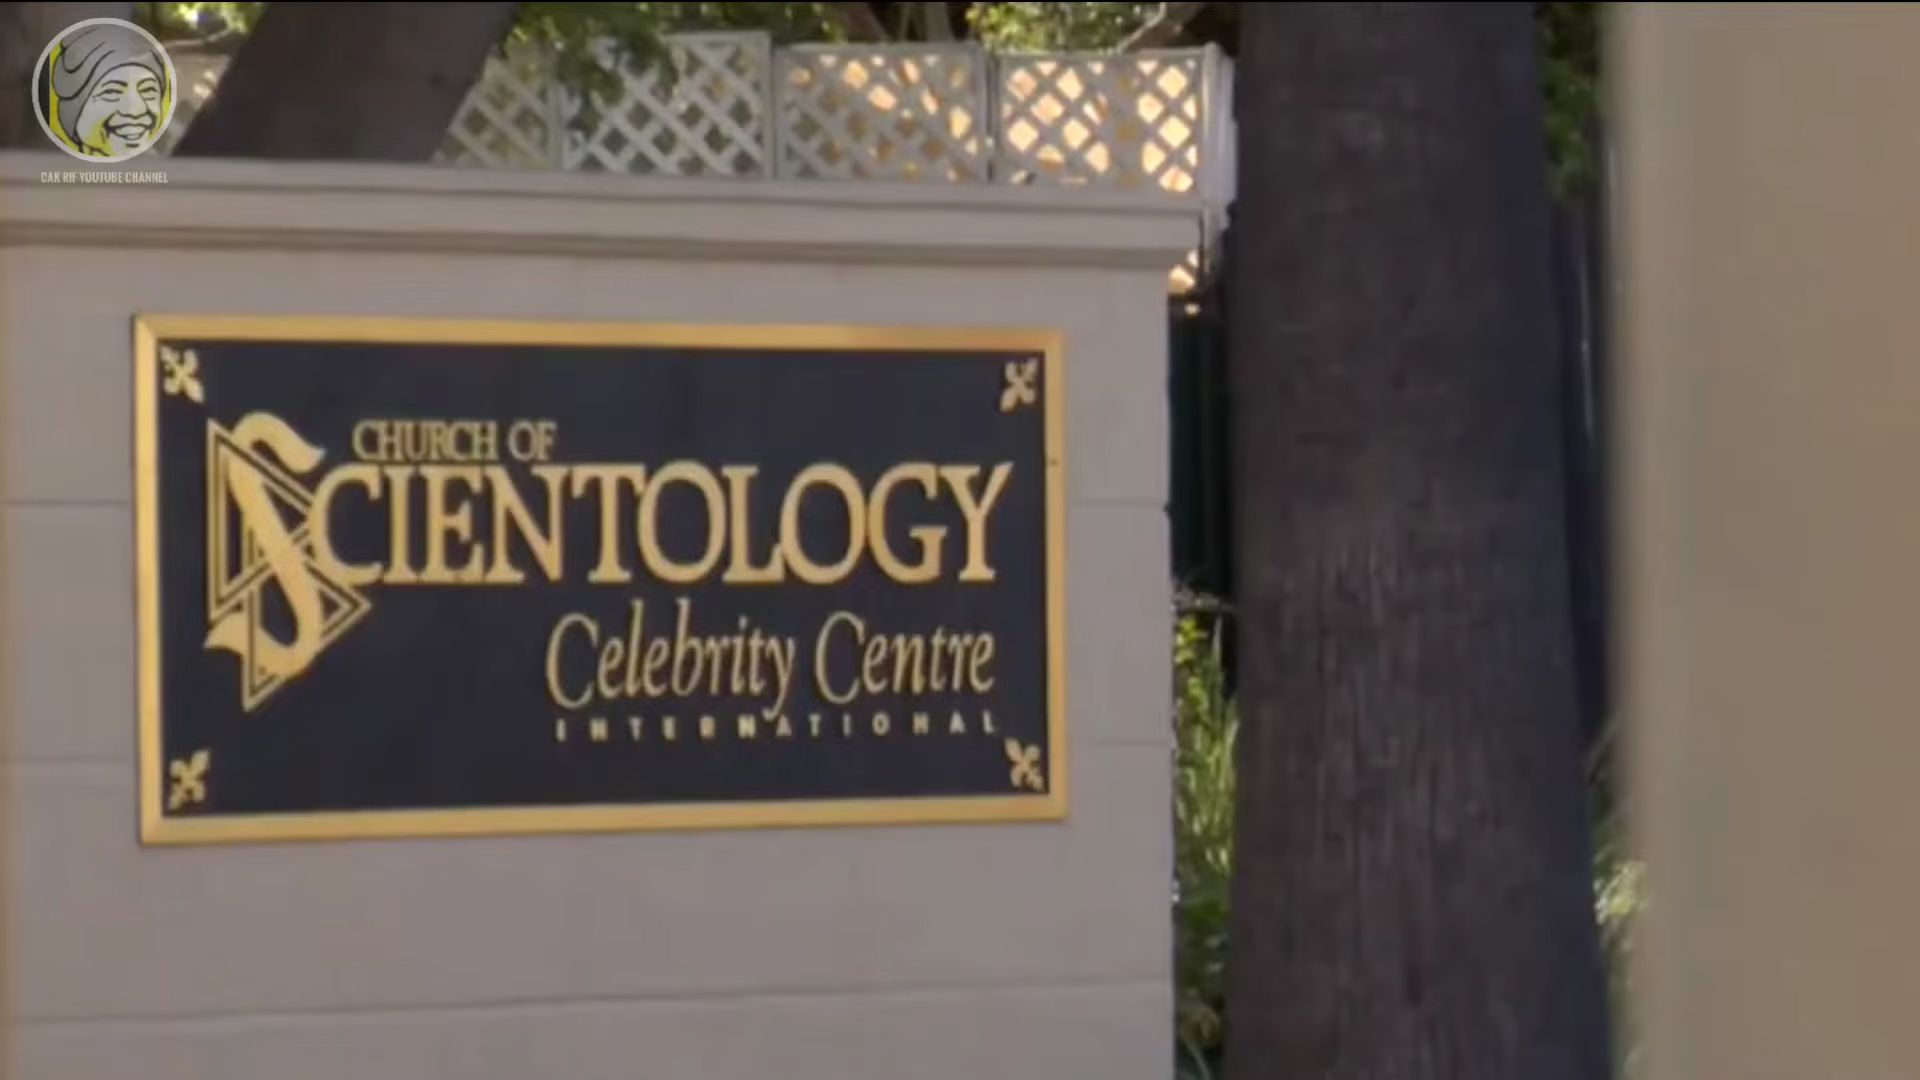 CAK RIF YOUTUBE CHANNEL
CHURCH OF
SCIENTOLOGY
Celebrity Centre
INTERNATIONAL